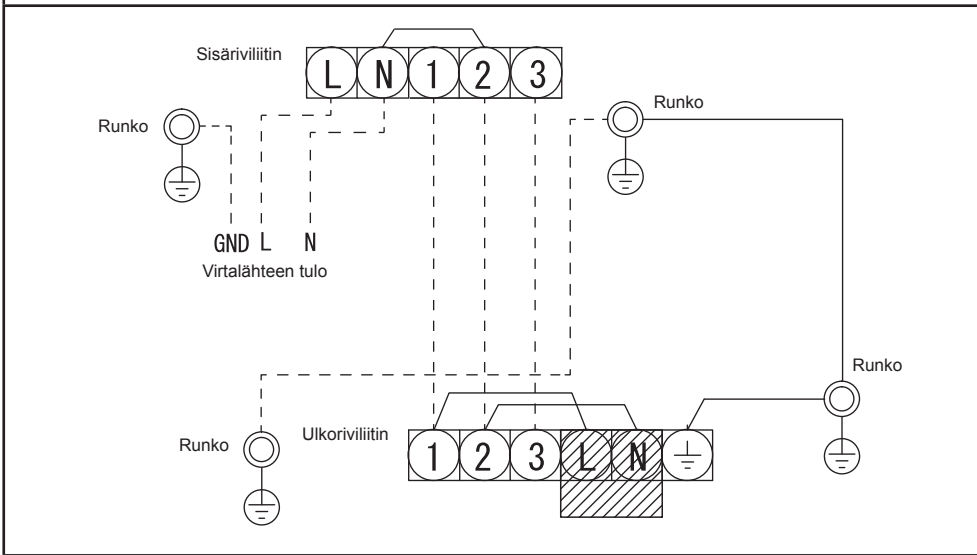 Sisäriviliitin
L N 1 2 3
Runko
Runko
GND L N
Virtalähteen tulo
Runko
Runko
Ulkoriviliitin
1 2 3 L N